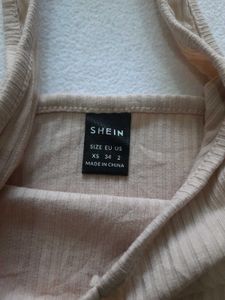 SHEIN
SIZE EU US
XS 34 2
MADE IN CHINA